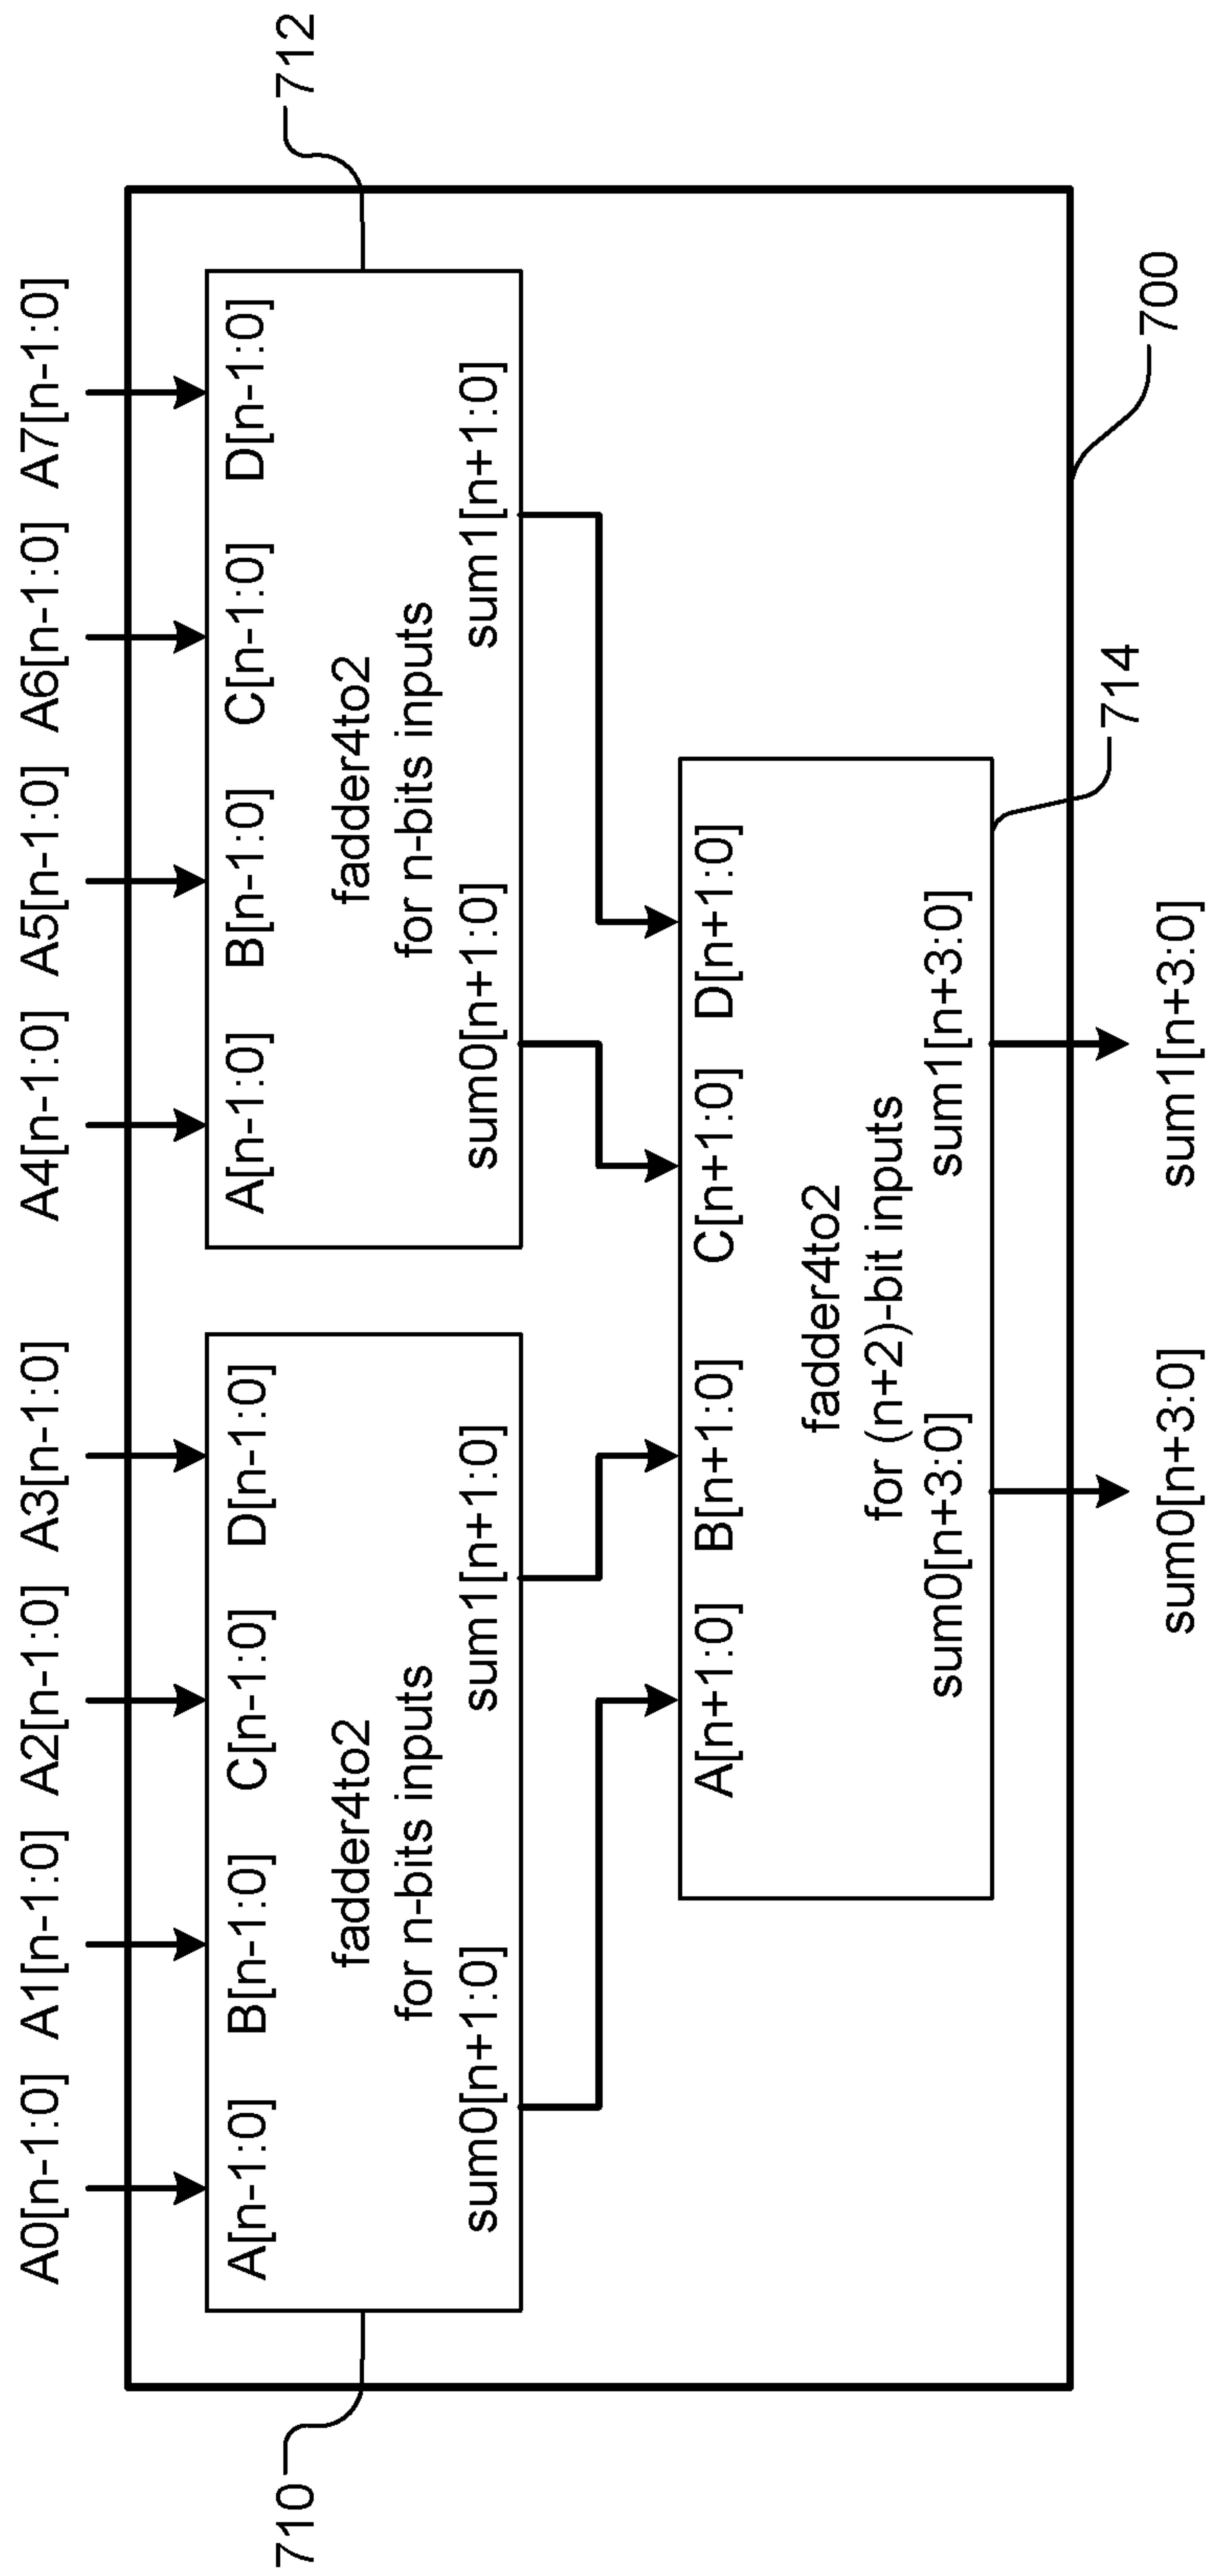 A0[n-1:0] A1[n-1:0] A2[n-1:0] A3[n-1:0] A4[n-1:0] A5[n-1:0] A6[n-1:0] A7[n-1:0]
710
A[n-1:0] B[n-1:0] C[n-1:0] D[n-1:0]
fadder4to2
for n-bits inputs
sum0[n+1:0] sum1[n+1:0]
712
A[n-1:0] B[n-1:0] C[n-1:0] D[n-1:0]
fadder4to2
for n-bits inputs
sum0[n+1:0] sum1[n+1:0]
A[n+1:0] B[n+1:0] C[n+1:0] D[n+1:0]
fadder4to2
for (n+2)-bit inputs
sum0[n+3:0] sum1[n+3:0]
714
700
sum0[n+3:0] sum1[n+3:0]